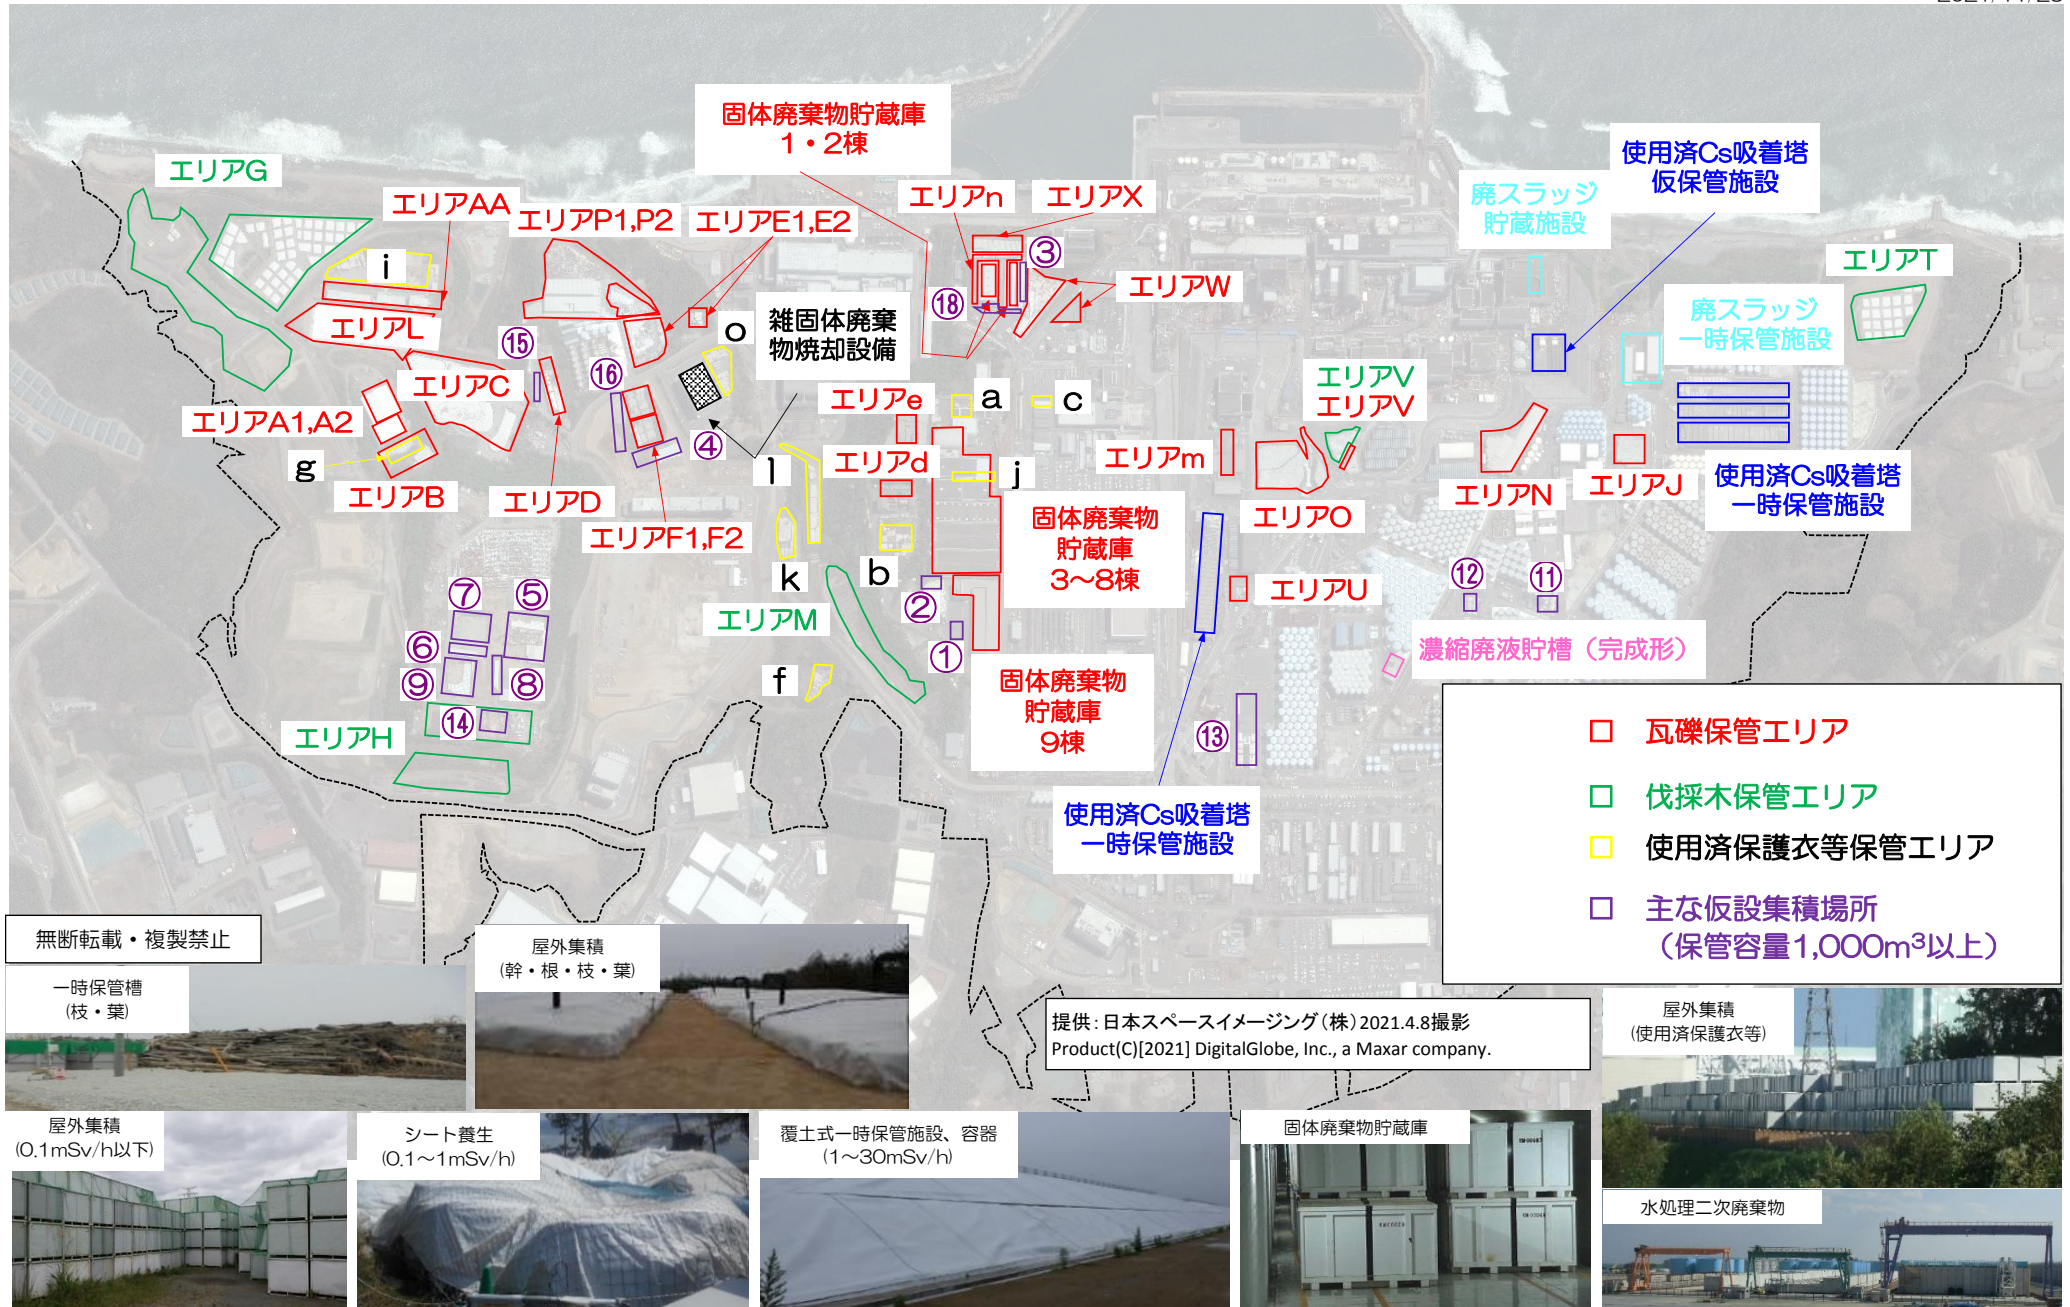 エリアG
エリアAA
i
エリアL
エリアC
エリアA1,A2
g
エリアB
エリアP1,P2
エリアE1,E2
固体廃棄物貯蔵庫
1・2棟
エリアn
エリアX
③
⑱
エリアW
⑮
⑯
o
雑固体廃棄
物焼却設備
④
エリアD
エリアF1,F2
エリアe
a
c
l
エリアd
j
k
b
固体廃棄物
貯蔵庫
3～8棟
②
①
エリアM
f
固体廃棄物
貯蔵庫
9棟
⑦
⑤
⑥
⑨
⑧
⑭
エリアH
使用済Cs吸着塔
仮保管施設
廃スラッジ
貯蔵施設
エリアT
廃スラッジ
一時保管施設
エリアV
エリアV
エリアm
エリアO
エリアN
エリアJ
使用済Cs吸着塔
一時保管施設
エリアU
⑫
⑪
濃縮廃液貯槽（完成形）
⑬
使用済Cs吸着塔
一時保管施設
瓦礫保管エリア
伐採木保管エリア
使用済保護衣等保管エリア
主な仮設集積場所
（保管容量1,000m³以上）
無断転載・複製禁止
一時保管槽
(枝・葉)
屋外集積
(幹・根・枝・葉)
提供：日本スペースイメージング（株）2021.4.8撮影
Product(C)[2021] DigitalGlobe, Inc., a Maxar company.
屋外集積
(使用済保護衣等)
屋外集積
(0.1mSv/h以下)
シート養生
(0.1～1mSv/h)
覆土式一時保管施設、容器
(1～30mSv/h)
固体廃棄物貯蔵庫
水処理二次廃棄物